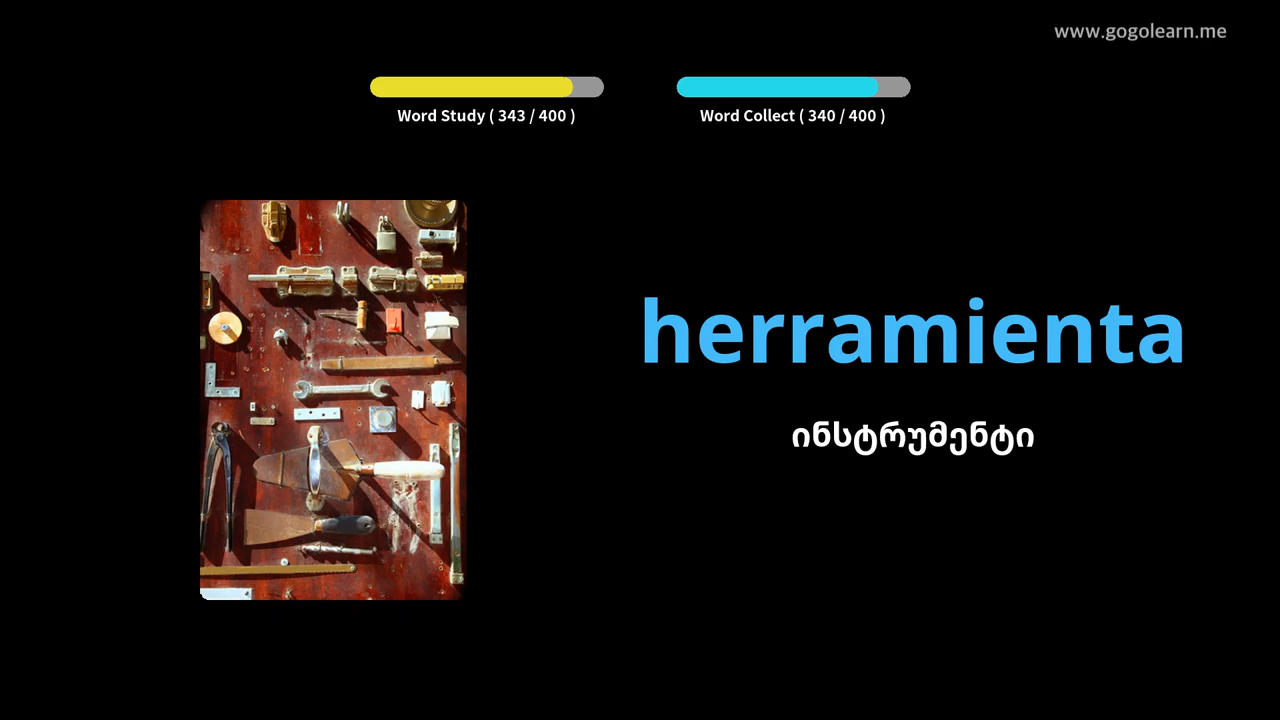 www.gogolearn.me
Word Study ( 343 / 400 )
Word Collect ( 340 / 400 )
herramienta
ინსტრუმენტი